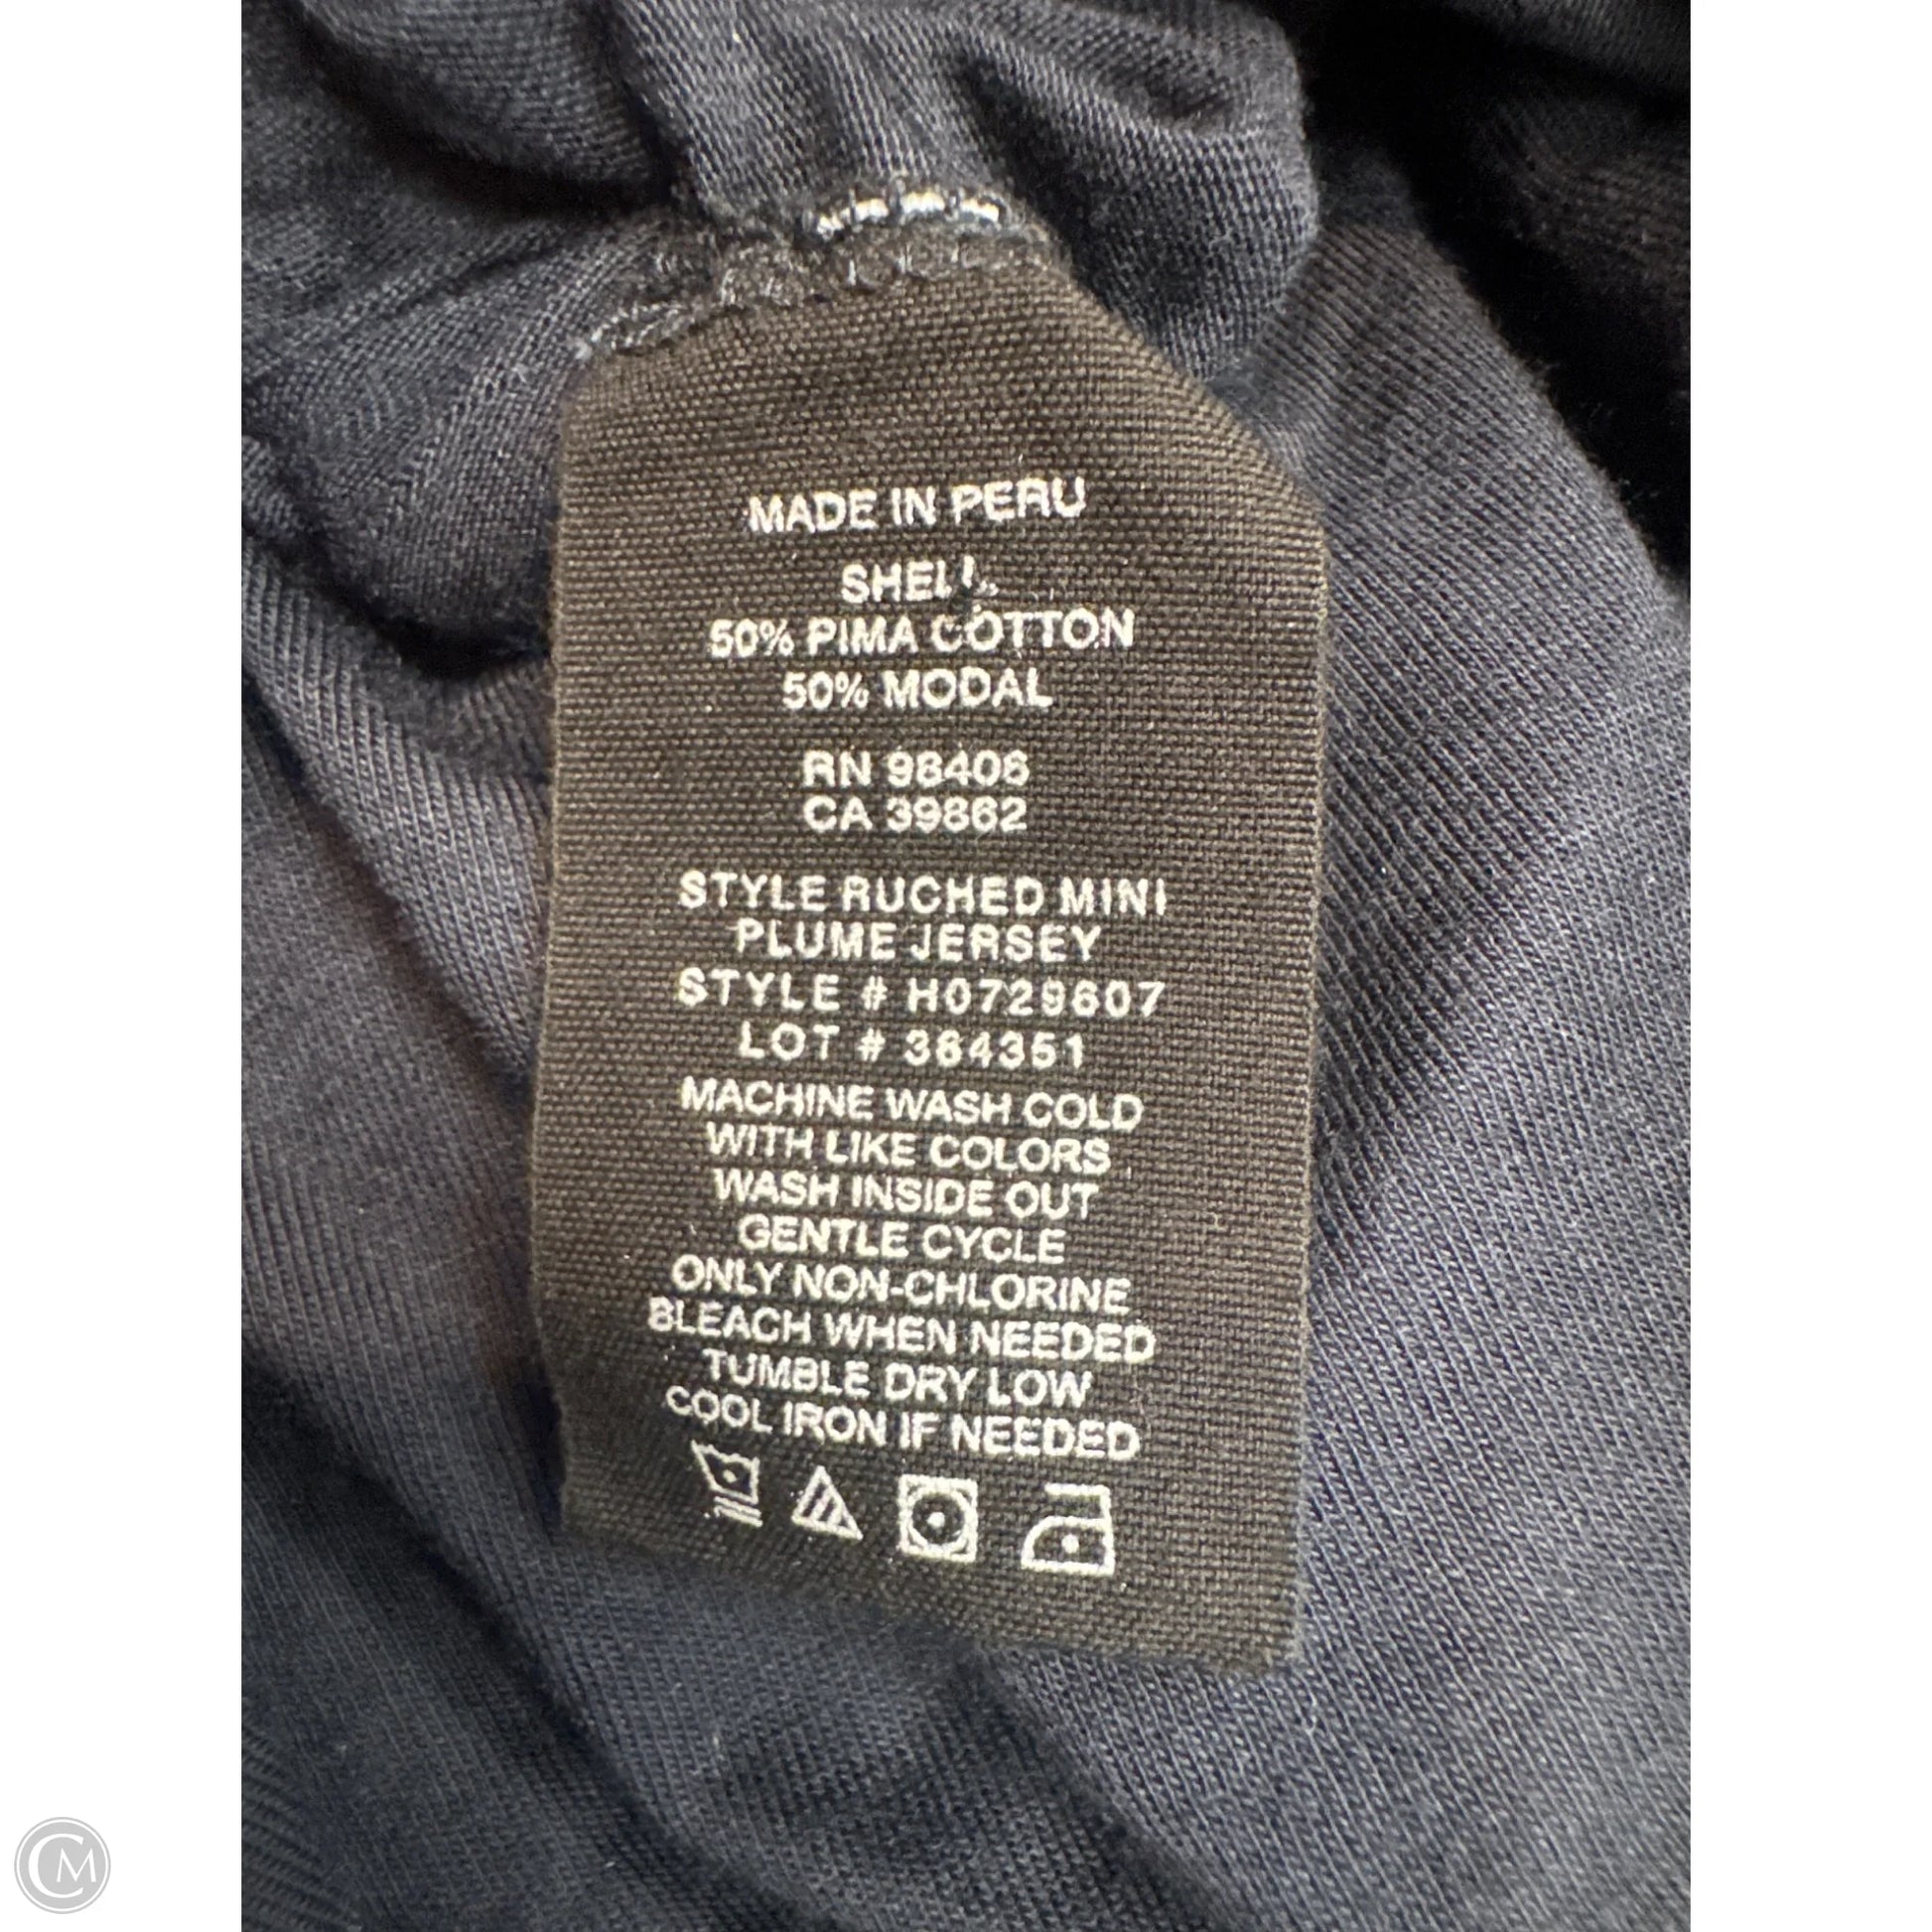 MADE IN PERU
SHELL
50% PIMA COTTON
50% MODAL
RN 98406
CA 39862
STYLE RUCHED MINI
PLUME JERSEY
STYLE # H0729607
LOT # 364351
MACHINE WASH COLD
WITH LIKE COLORS
WASH INSIDE OUT
GENTLE CYCLE
ONLY NON-CHLORINE
BLEACH WHEN NEEDED
TUMBLE DRY LOW
COOL IRON IF NEEDED
CM